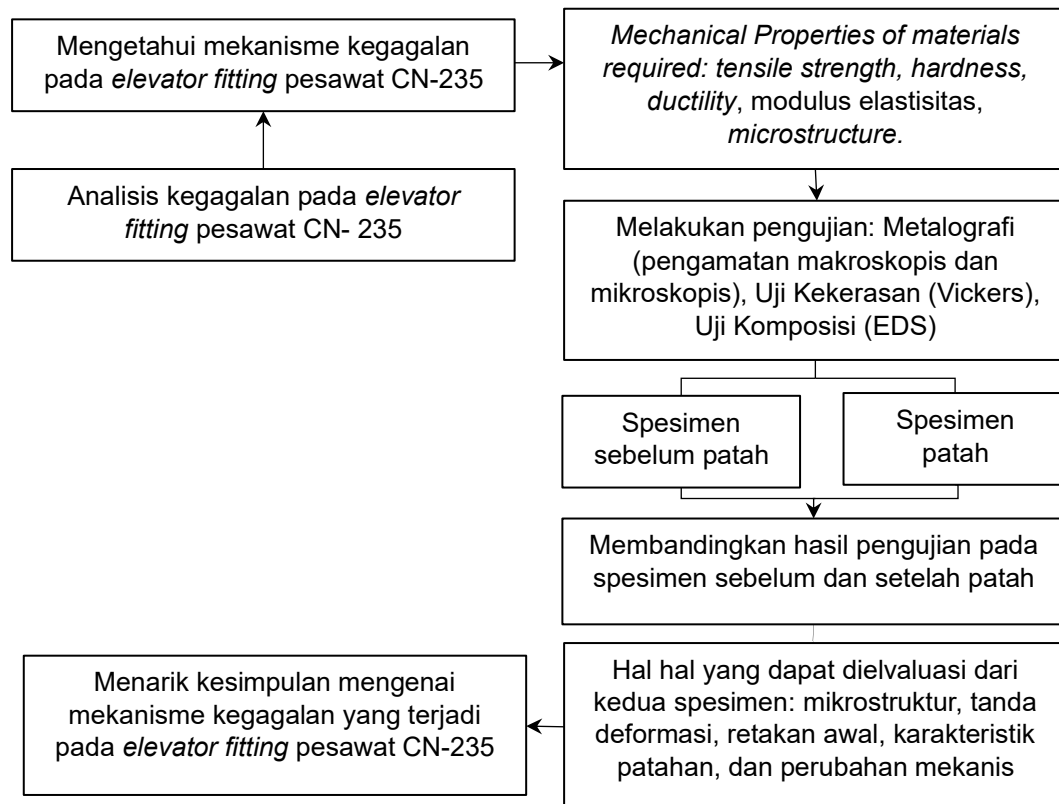 Mengetahui mekanisme kegagalan
pada elevator fitting pesawat CN-235
Mechanical Properties of materials
required: tensile strength, hardness,
ductility, modulus elastisitas,
microstructure.
Analisis kegagalan pada elevator
fitting pesawat CN- 235
Melakukan pengujian: Metalografi
(pengamatan makroskopis dan
mikroskopis), Uji Kekerasan (Vickers),
Uji Komposisi (EDS)
Spesimen
sebelum patah
Spesimen
patah
Membandingkan hasil pengujian pada
spesimen sebelum dan setelah patah
Hal hal yang dapat dielvaluasi dari
kedua spesimen: mikrostruktur, tanda
deformasi, retakan awal, karakteristik
patahan, dan perubahan mekanis
Menarik kesimpulan mengenai
mekanisme kegagalan yang terjadi
pada elevator fitting pesawat CN-235